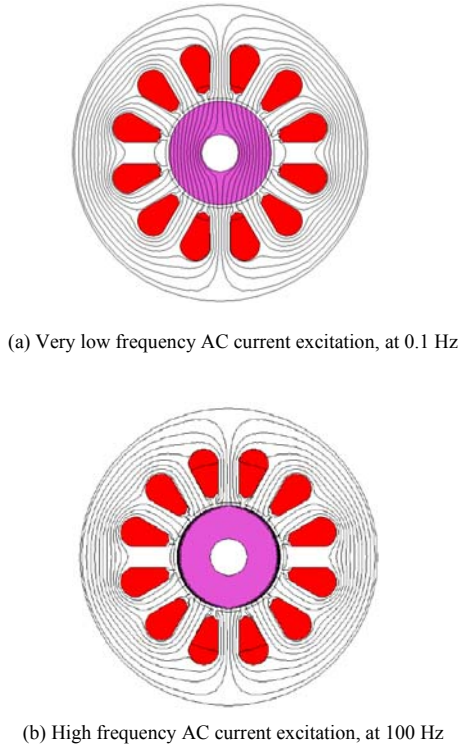 (a) Very low frequency AC current excitation, at 0.1 Hz
(b) High frequency AC current excitation, at 100 Hz